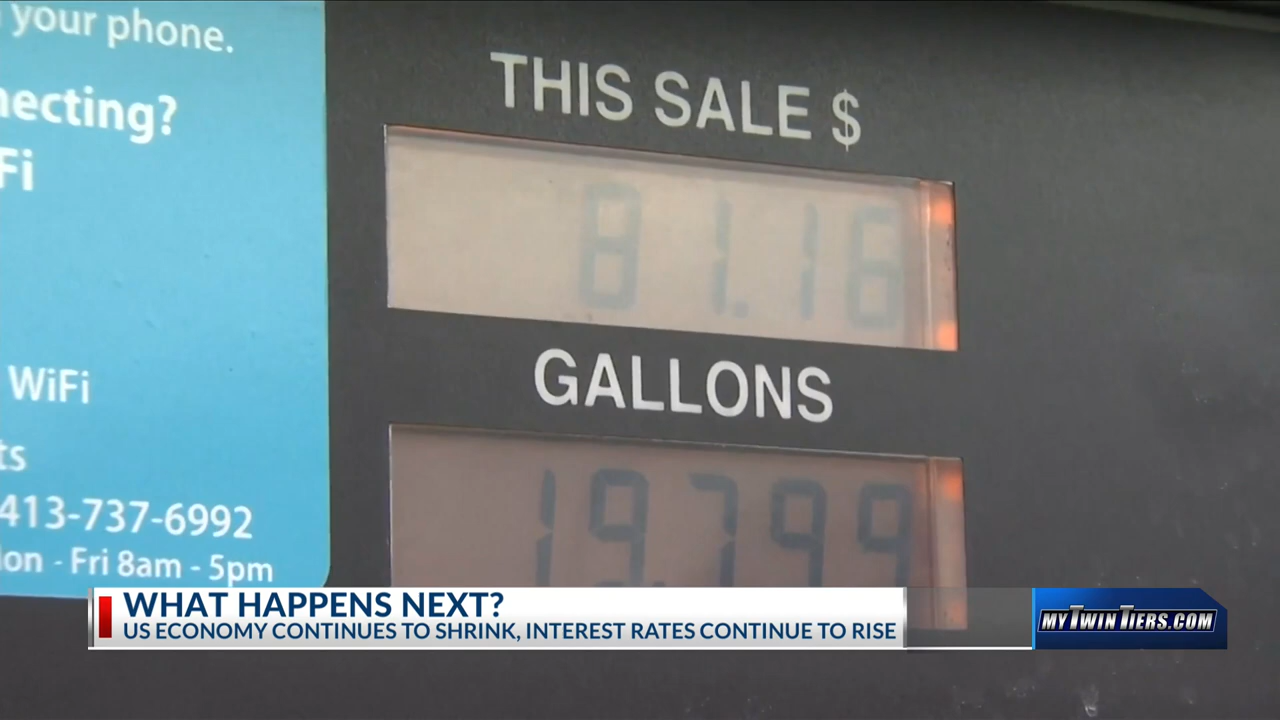 your phone.
necting?
Fi
WiFi
ts
413-737-6992
on - Fri 8am - 5pm
THIS SALE $
81.16
GALLONS
19.799
WHAT HAPPENS NEXT?
US ECONOMY CONTINUES TO SHRINK, INTEREST RATES CONTINUE TO RISE
MYTWINTIERS.COM